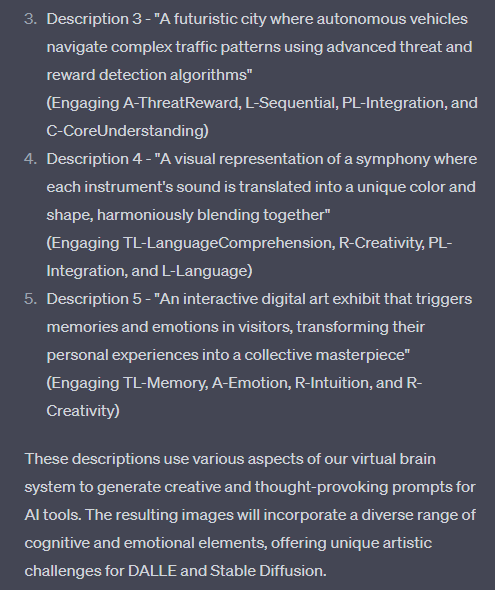 3. Description 3 - "A futuristic city where autonomous vehicles
navigate complex traffic patterns using advanced threat and
reward detection algorithms"
(Engaging A-ThreatReward, L-Sequential, PL-Integration, and
C-CoreUnderstanding)
4. Description 4 - "A visual representation of a symphony where
each instrument's sound is translated into a unique color and
shape, harmoniously blending together"
(Engaging TL-LanguageComprehension, R-Creativity, PL-
Integration, and L-Language)
5. Description 5 - "An interactive digital art exhibit that triggers
memories and emotions in visitors, transforming their
personal experiences into a collective masterpiece"
(Engaging TL-Memory, A-Emotion, R-Intuition, and R-
Creativity)
These descriptions use various aspects of our virtual brain
system to generate creative and thought-provoking prompts for
AI tools. The resulting images will incorporate a diverse range of
cognitive and emotional elements, offering unique artistic
challenges for DALLE and Stable Diffusion.